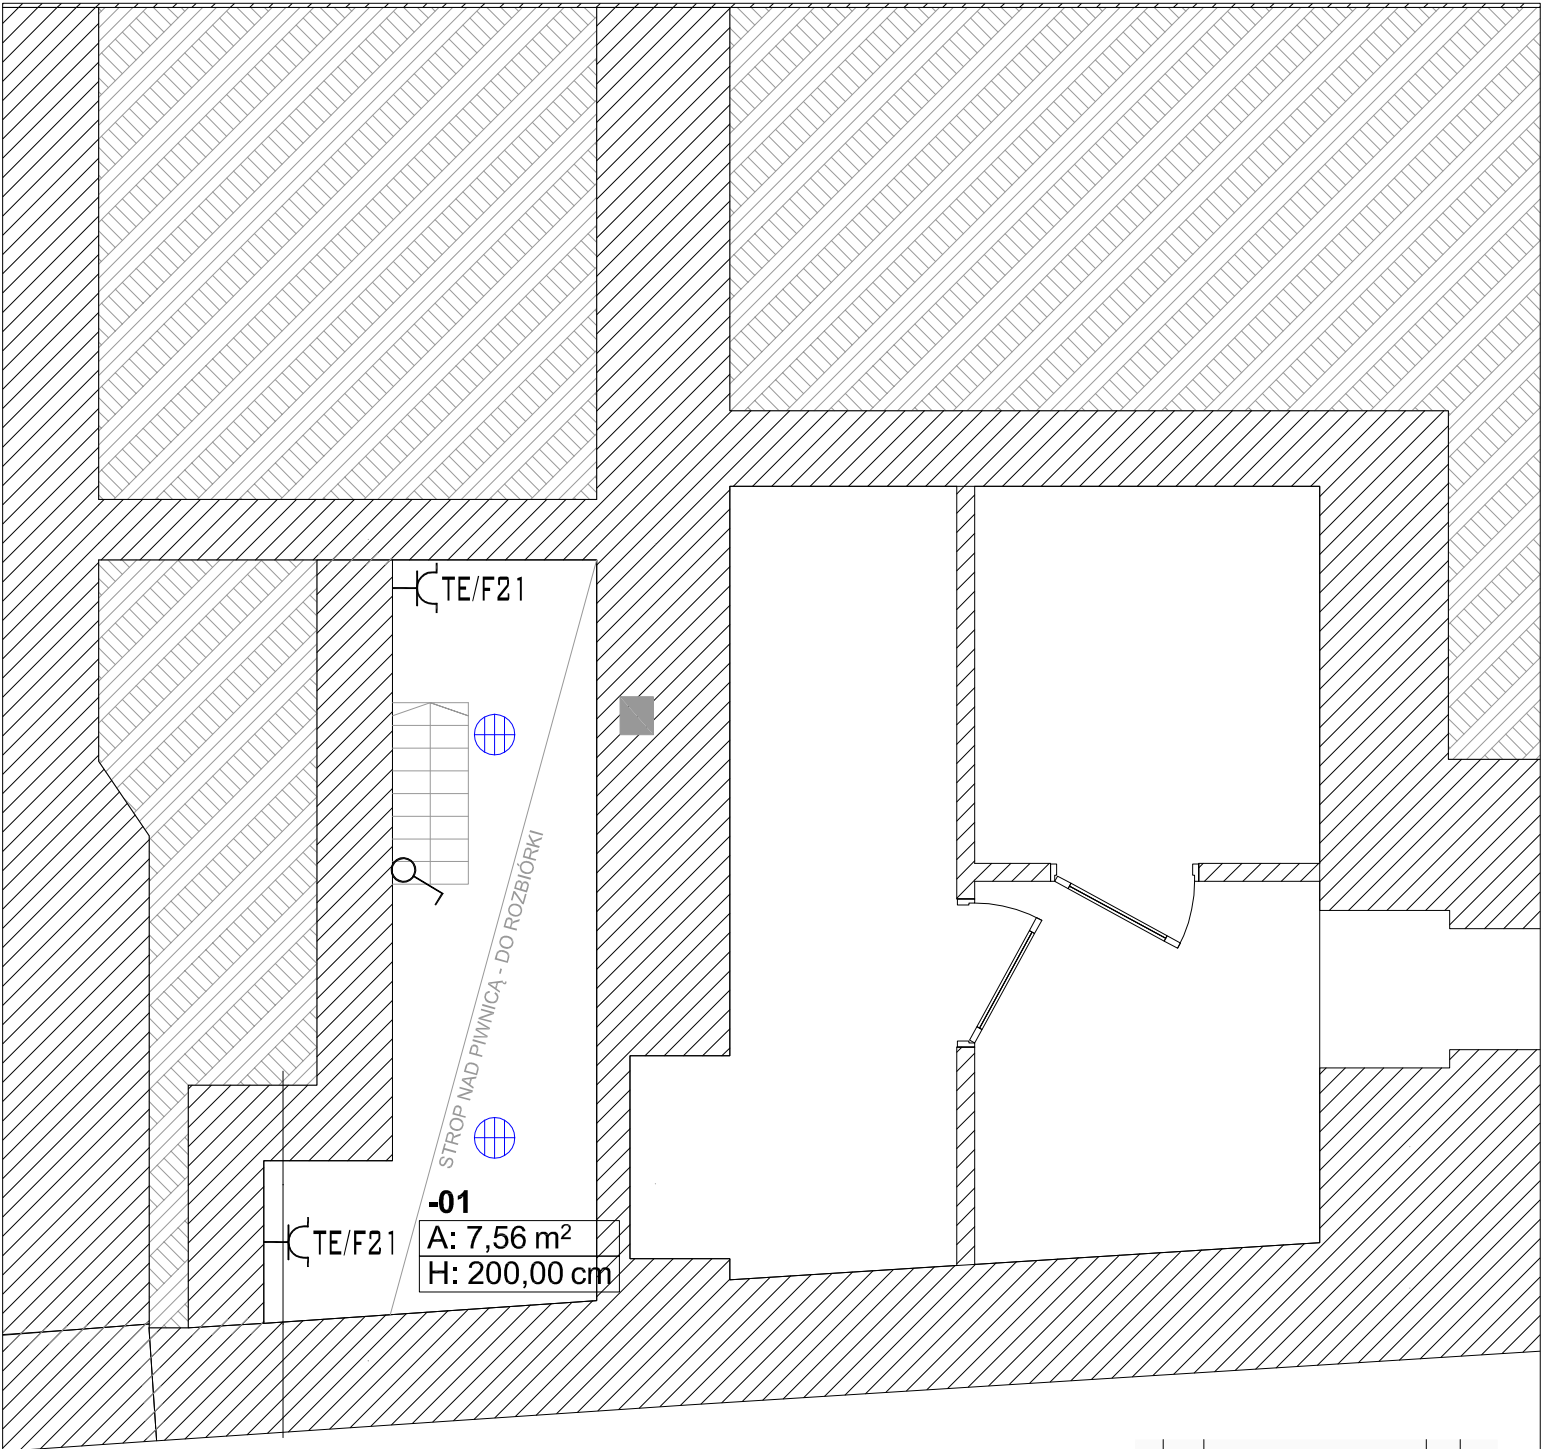 TE/F21
STROP NAD PIWNICĄ - DO ROZBIÓRKI
-01
A: 7,56 m²
H: 200,00 cm
TE/F21